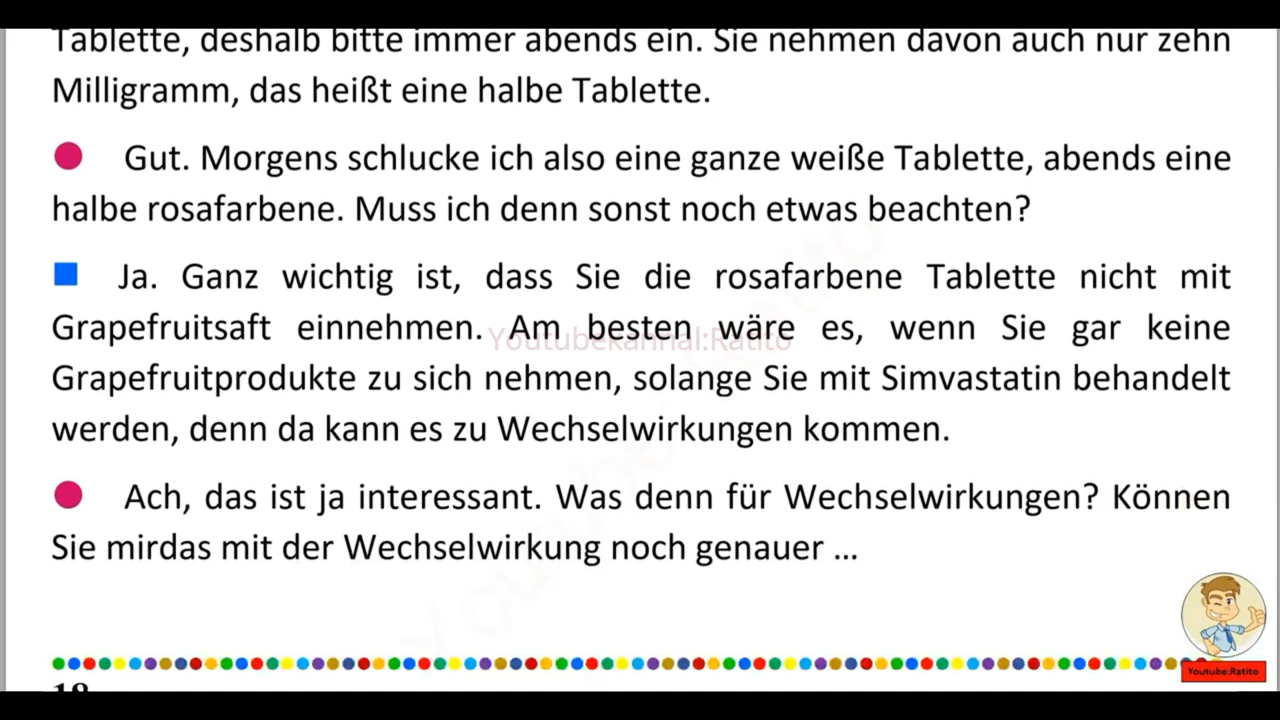 Tablette, deshalb bitte immer abends ein. Sie nehmen davon auch nur zehn
Milligramm, das heißt eine halbe Tablette.
Gut. Morgens schlucke ich also eine ganze weiße Tablette, abends eine
halbe rosafarbene. Muss ich denn sonst noch etwas beachten?
Ja. Ganz wichtig ist, dass Sie die rosafarbene Tablette nicht mit
Grapefruitsaft einnehmen. Am besten wäre es, wenn Sie gar keine
Youtubekannal:Ratito
Grapefruitprodukte zu sich nehmen, solange Sie mit Simvastatin behandelt
werden, denn da kann es zu Wechselwirkungen kommen.
Ach, das ist ja interessant. Was denn für Wechselwirkungen? Können
Sie mirdas mit der Wechselwirkung noch genauer ...
Youtube:Ratito